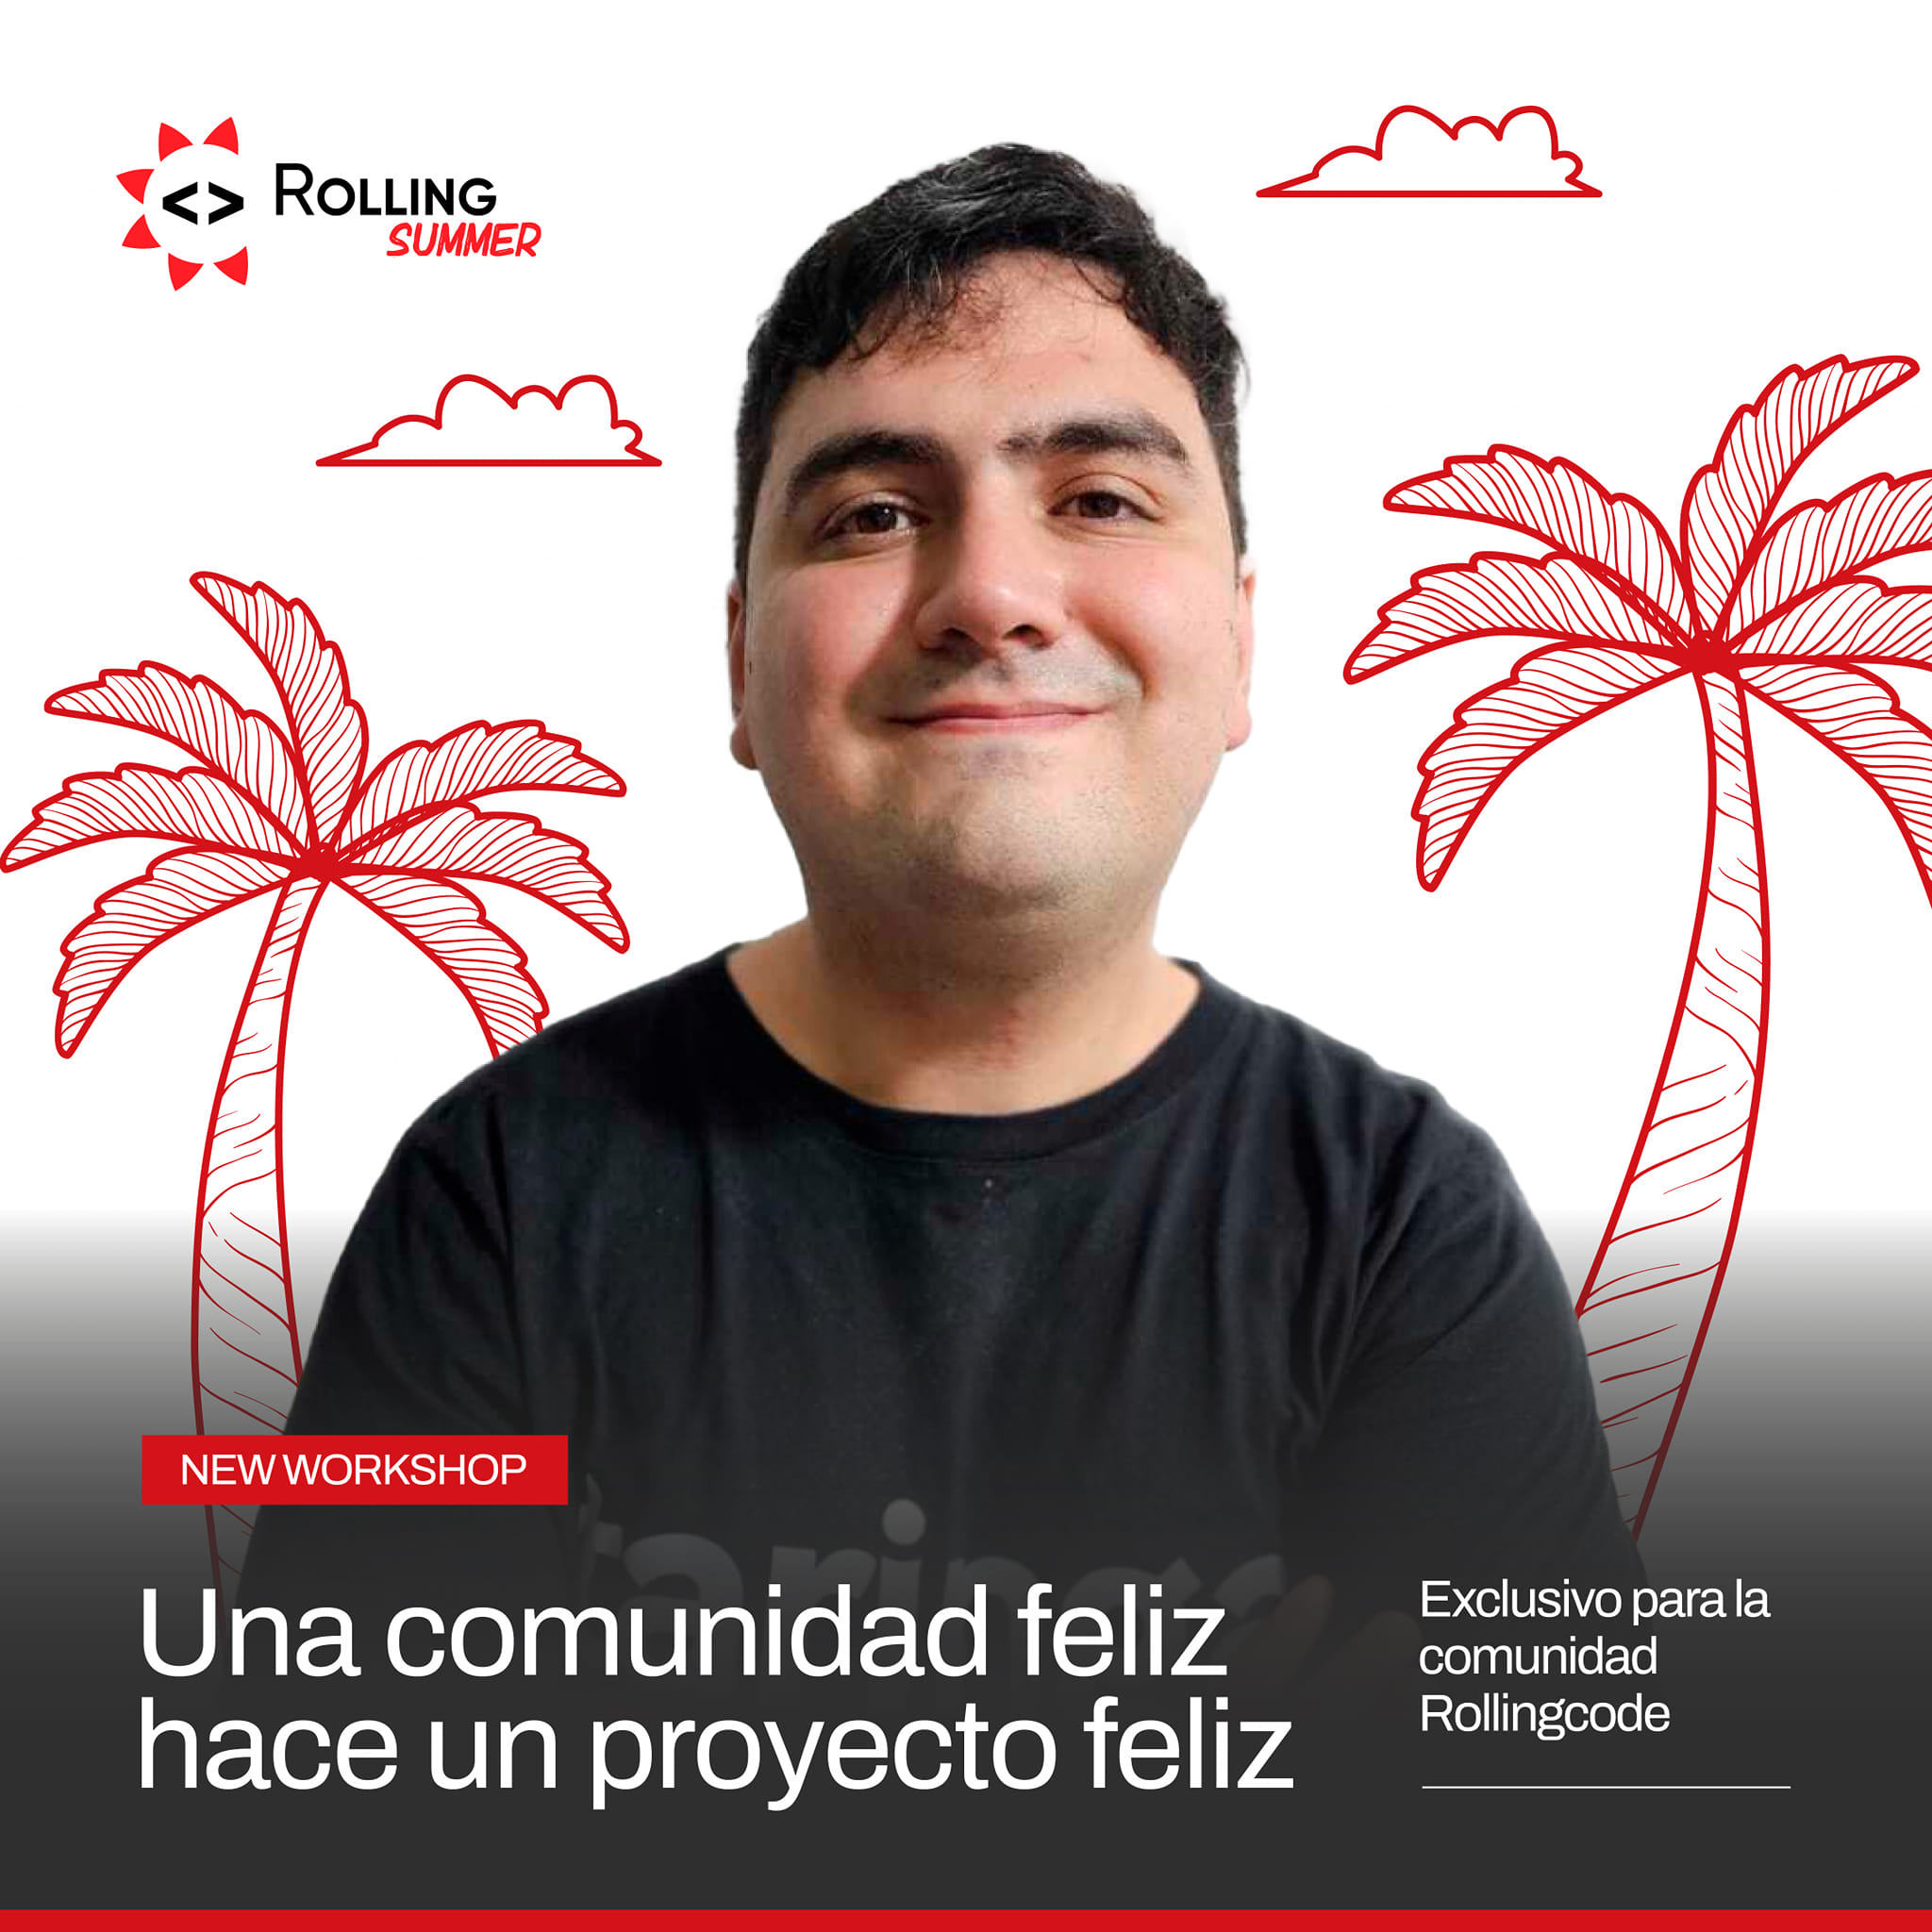 <> ROLLING
SUMMER
NEW WORKSHOP
Una comunidad feliz
hace un proyecto feliz
Exclusivo para la
comunidad
Rollingcode